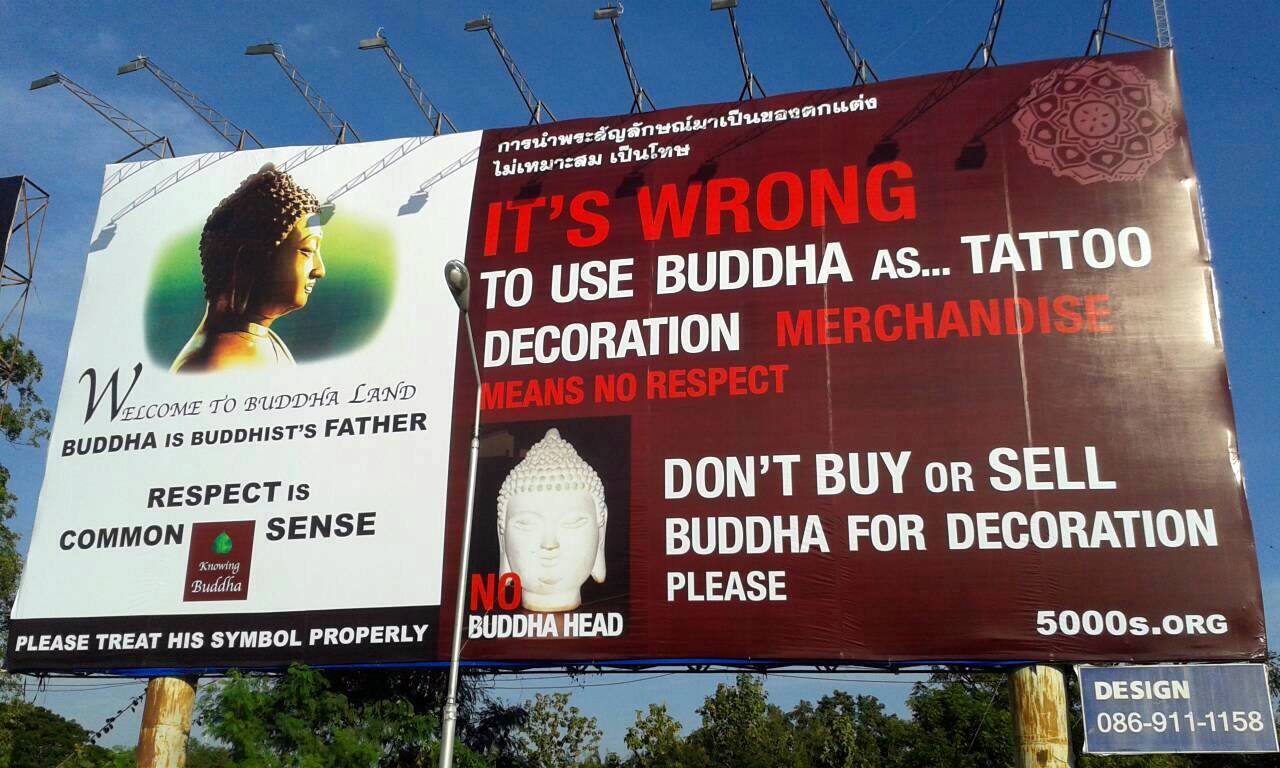 WELCOME TO BUDDHA LAND
BUDDHA IS BUDDHIST'S FATHER
RESPECT IS
COMMON SENSE
Knowing
Buddha
PLEASE TREAT HIS SYMBOL PROPERLY
การนำพระสัญลักษณ์มาเป็นของตกแต่ง
ไม่เหมาะสม เป็นโทษ
IT'S WRONG
TO USE BUDDHA AS... TATTOO
DECORATION MERCHANDISE
MEANS NO RESPECT
NO
BUDDHA HEAD
DON'T BUY OR SELL
BUDDHA FOR DECORATION
PLEASE
5000s.ORG
DESIGN
086-911-1158